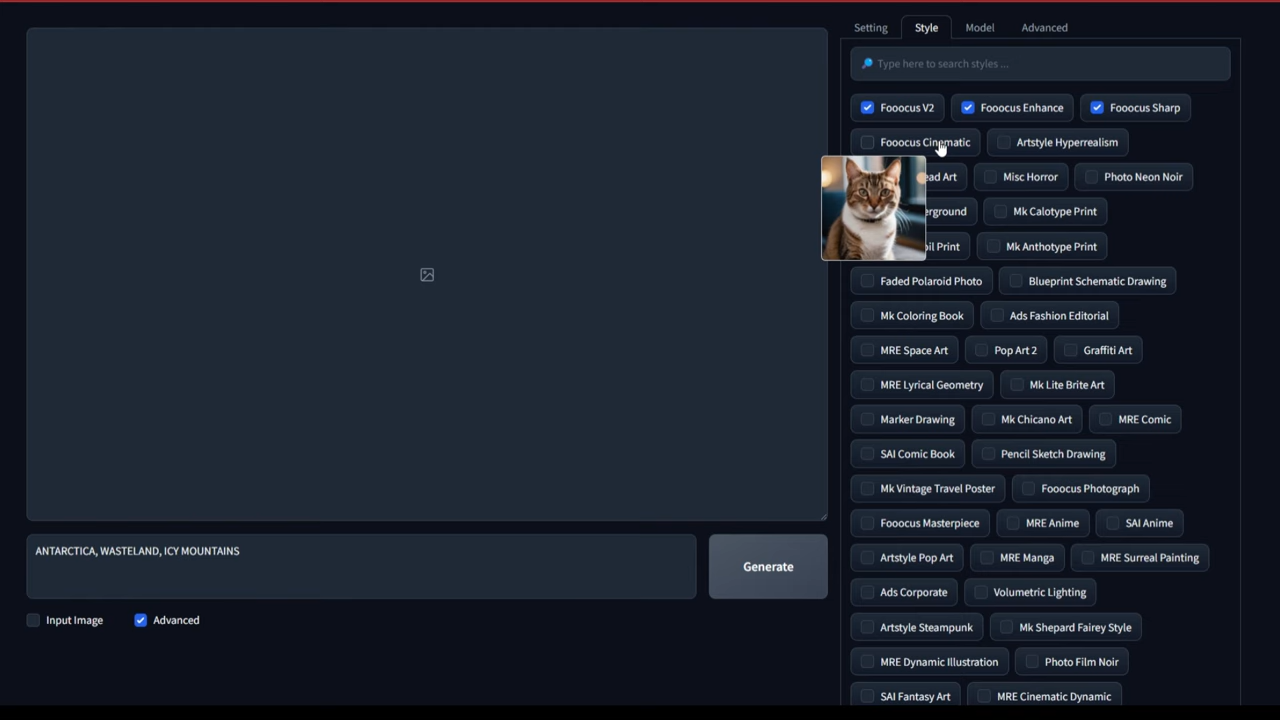 Setting Style Model Advanced
Type here to search styles ...
Fooocus V2 Fooocus Enhance Fooocus Sharp
Fooocus Cinematic Artstyle Hyperrealism
Art Misc Horror Photo Neon Noir
Mk Calotype Print
Print Mk Anthotype Print
Faded Polaroid Photo Blueprint Schematic Drawing
Mk Coloring Book Ads Fashion Editorial
MRE Space Art Pop Art 2 Graffiti Art
MRE Lyrical Geometry Mk Lite Brite Art
Marker Drawing Mk Chicano Art MRE Comic
SAI Comic Book Pencil Sketch Drawing
Mk Vintage Travel Poster Fooocus Photograph
Fooocus Masterpiece MRE Anime SAI Anime
Artstyle Pop Art MRE Manga MRE Surreal Painting
Ads Corporate Volumetric Lighting
Artstyle Steampunk Mk Shepard Fairey Style
MRE Dynamic Illustration Photo Film Noir
SAI Fantasy Art MRE Cinematic Dynamic
ANTARCTICA, WASTELAND, ICY MOUNTAINS
Generate
Input Image Advanced